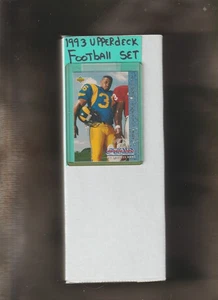 1993 UPPERDECK
FOOTBALL SET